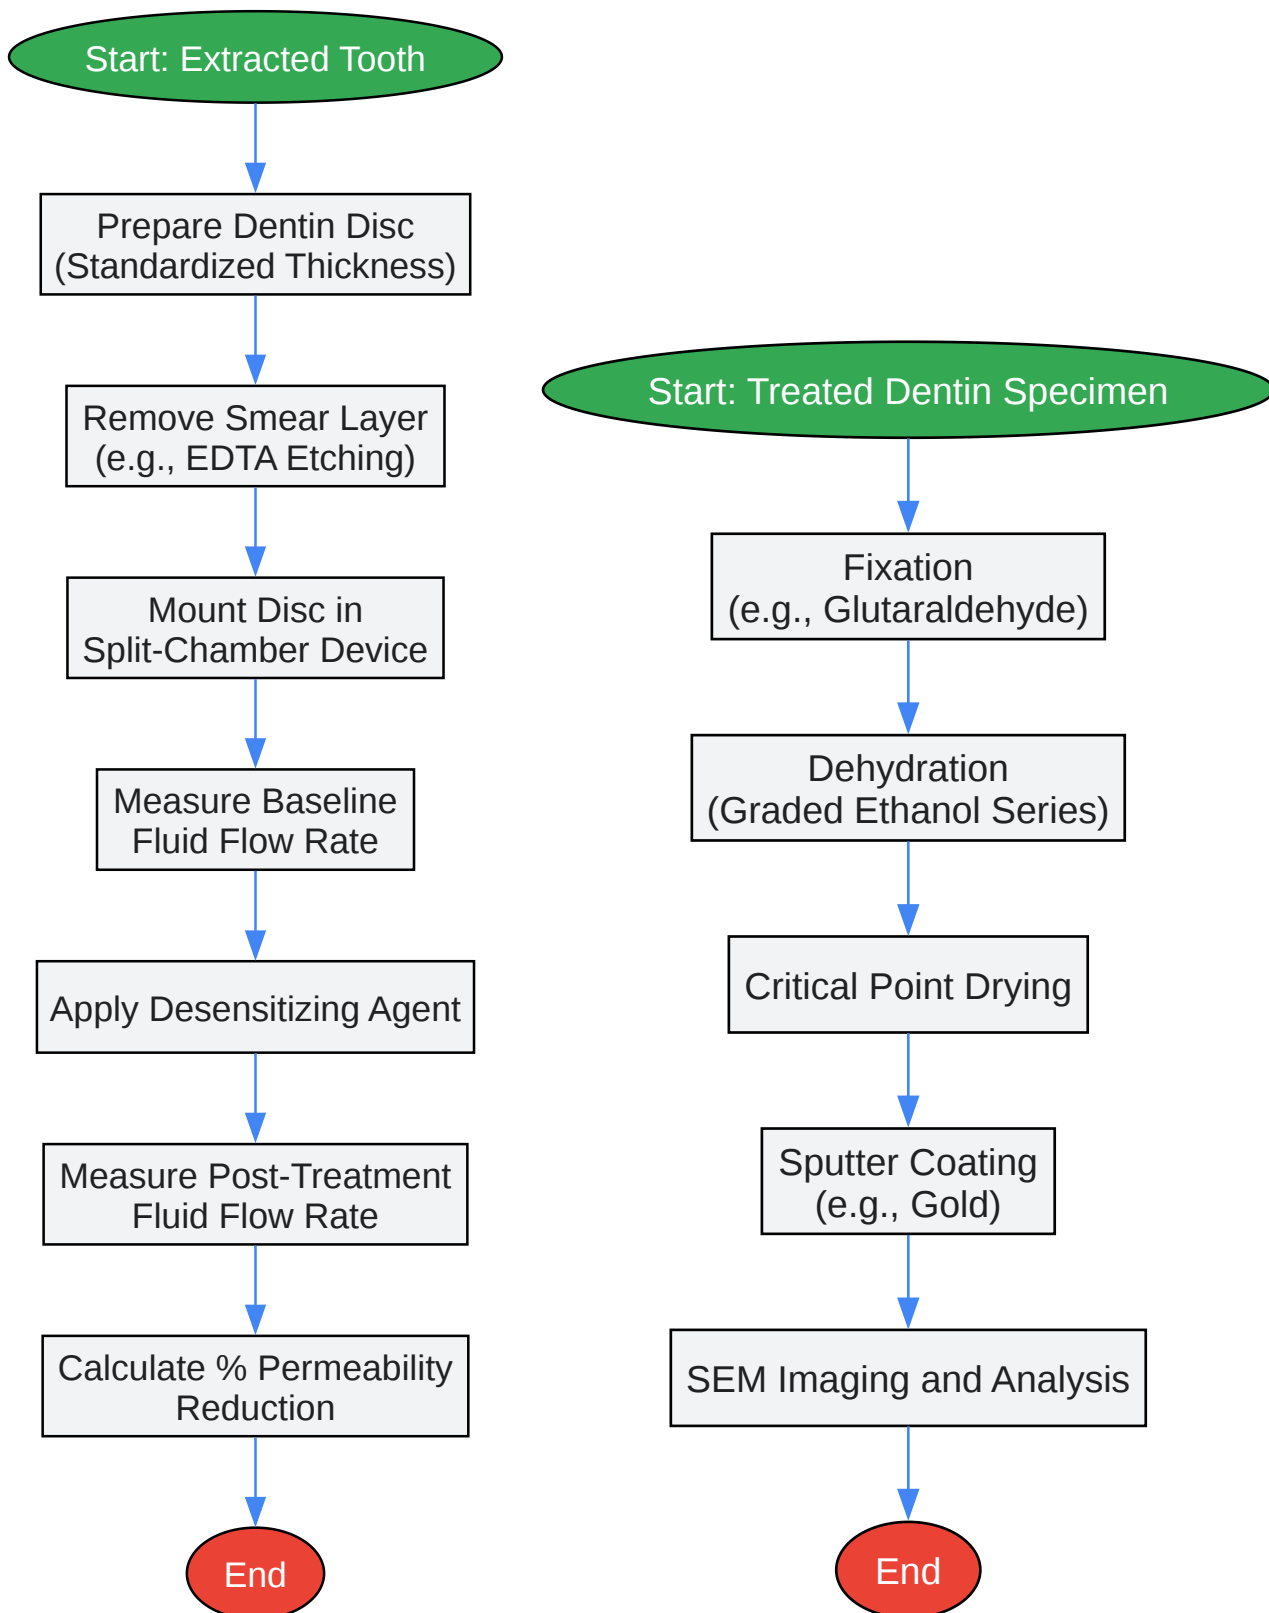 Start: Extracted Tooth
Prepare Dentin Disc
(Standardized Thickness)
Remove Smear Layer
(e.g., EDTA Etching)
Mount Disc in
Split-Chamber Device
Measure Baseline
Fluid Flow Rate
Apply Desensitizing Agent
Measure Post-Treatment
Fluid Flow Rate
Calculate % Permeability
Reduction
End
Start: Treated Dentin Specimen
Fixation
(e.g., Glutaraldehyde)
Dehydration
(Graded Ethanol Series)
Critical Point Drying
Sputter Coating
(e.g., Gold)
SEM Imaging and Analysis
End